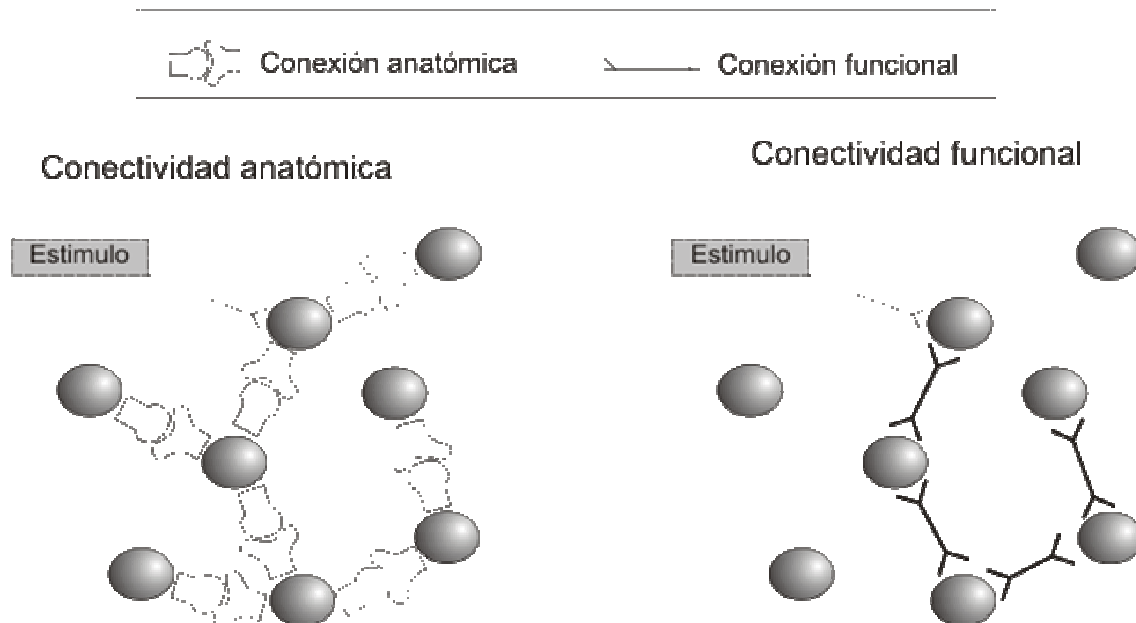 Conexión anatómica
Conexión funcional
Conectividad anatómica
Conectividad funcional
Estimulo
Estimulo